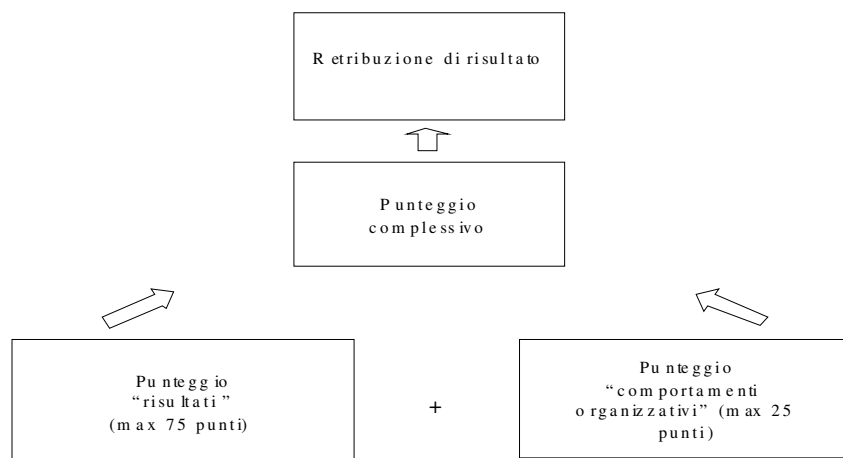 Retribuzione di risultato
Punteggio
complessivo
Punteggio
“risultati”
(max 75 punti)
+
Punteggio
“comportamenti
organizzativi” (max 25
punti)